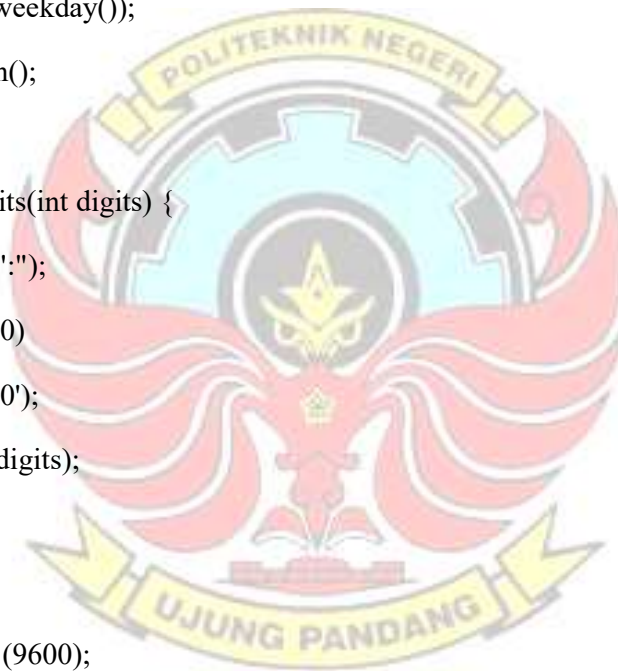 weekday());
n();
POLITEKNIK NEGERI
its(int digits) {
":");
0)
0');
digits);
UJUNG PANDANG
(9600);